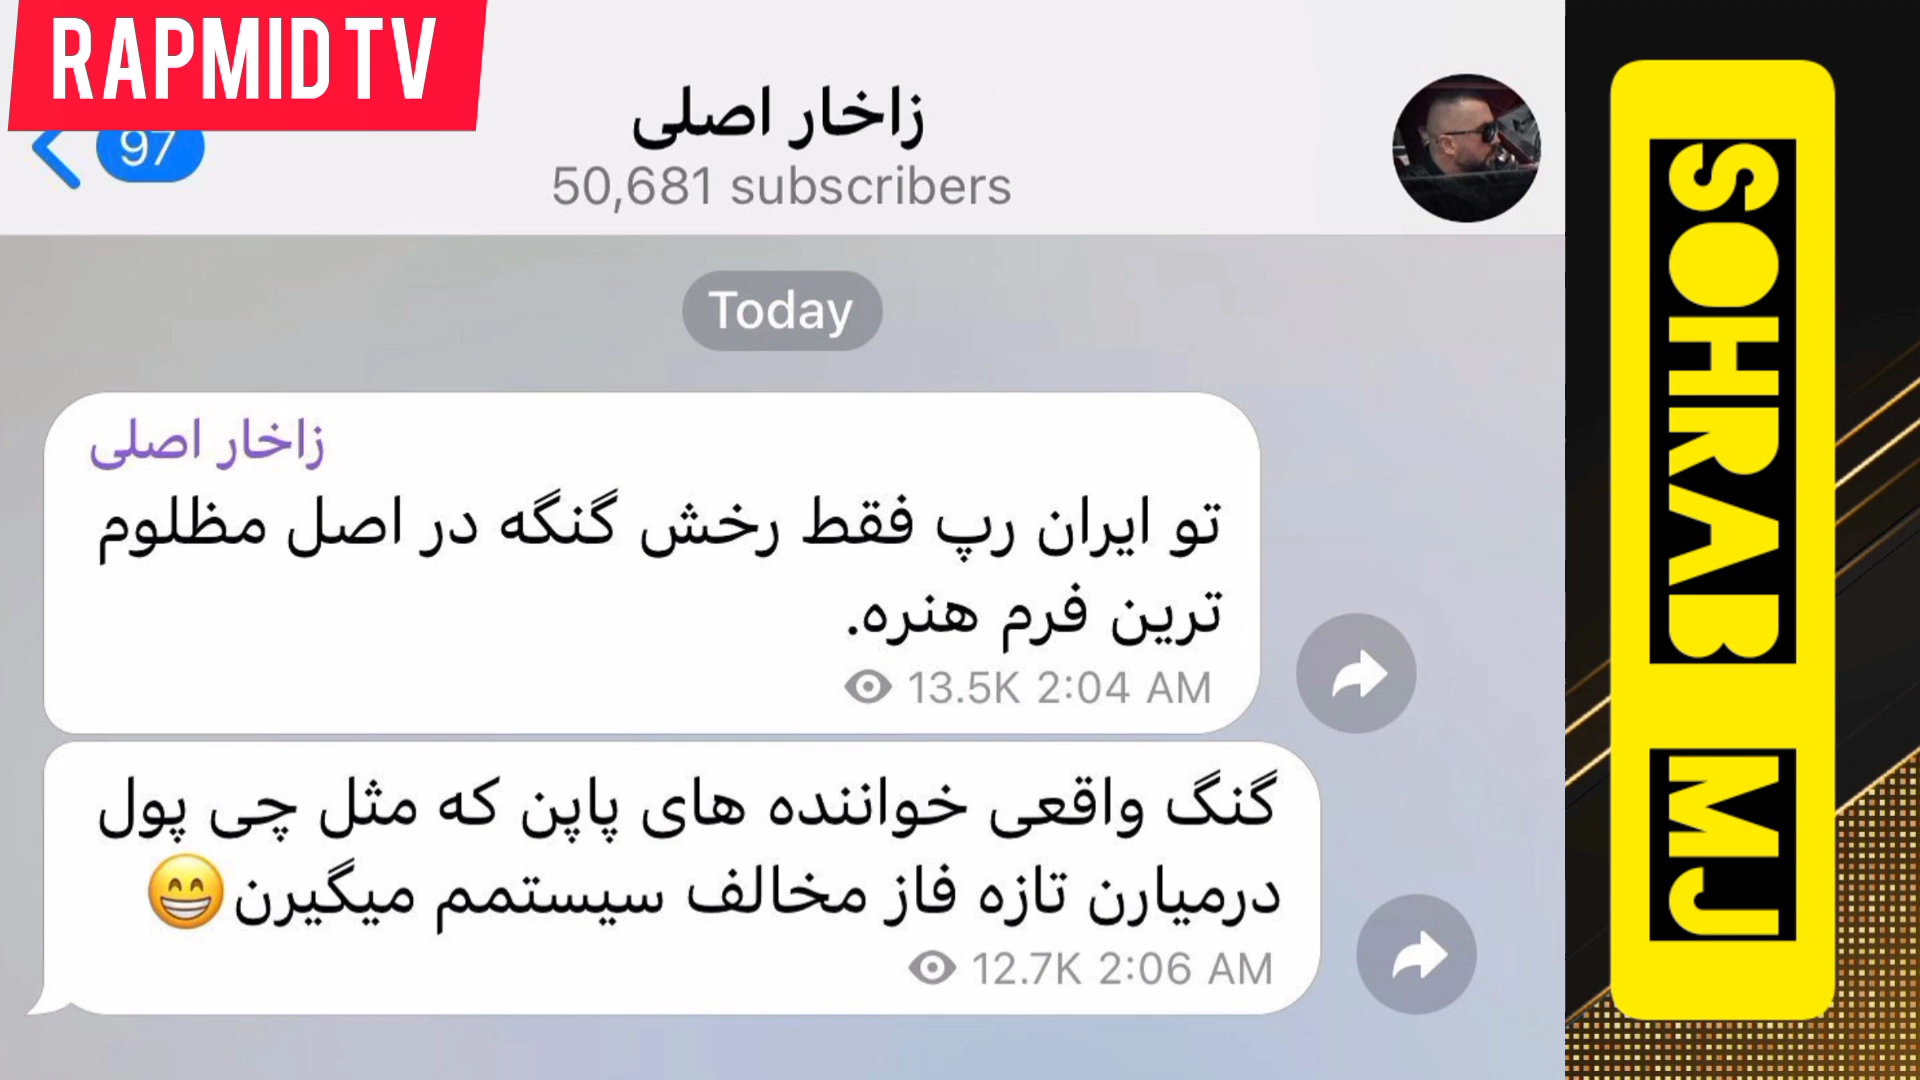 RAPMID TV
97
زاخار اصلی
50,681 subscribers
Today
زاخار اصلی
تو ایران رپ فقط رخش گنگه در اصل مظلوم
ترین فرم هنره.
13.5K 2:04 AM
گنگ واقعی خواننده های پاپن که مثل چی پول
درمیارن تازه فاز مخالف سیستمم میگیرن😁
12.7K 2:06 AM
SOHRAB MJ